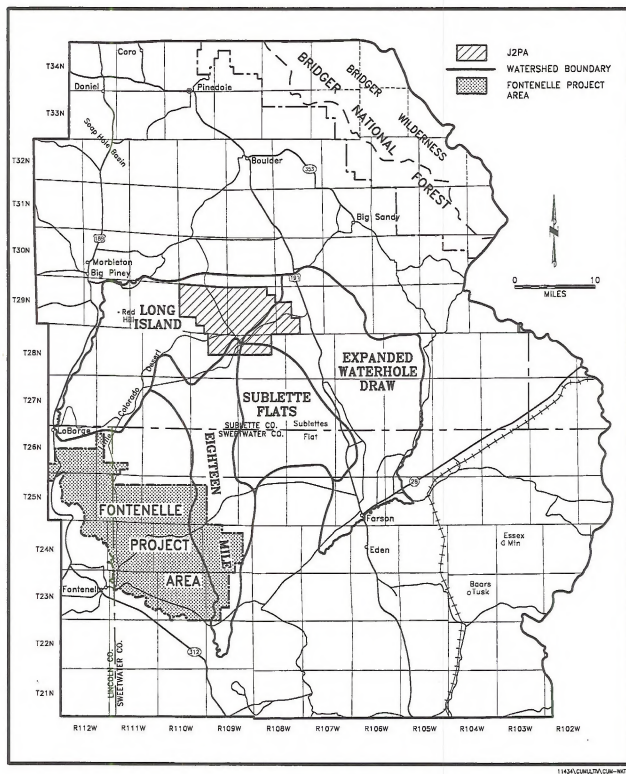 J2PA
WATERSHED BOUNDARY
FONTENELLE PROJECT
AREA
T34N
T33N
T32N
T31N
T30N
T29N
T28N
T27N
T26N
T25N
T24N
T23N
T22N
T21N
Cora
Daniel
Pinedale
BRIDGER NATIONAL FOREST
BRIDGER WILDERNESS
Soap Hole Basin
Boulder
353
Big Sandy
189
Marbleton
Big Piney
191
0 10
MILES
Red Hill
LONG
ISLAND
EXPANDED
WATERHOLE
DRAW
Colorado Desert
SUBLETTE
FLATS
SUBLETTE CO.
SWEETWATER CO.
Sublettes
Flat
LaBarge
EIGHTEEN
MILE
28
FONTENELLE
PROJECT
AREA
Farson
Eden
Essex
Mtn
Boars
Tusk
Fontenelle
372
LINCOLN CO.
SWEETWATER CO.
R112W R111W R110W R109W R108W R107W R106W R105W R104W R103W R102W